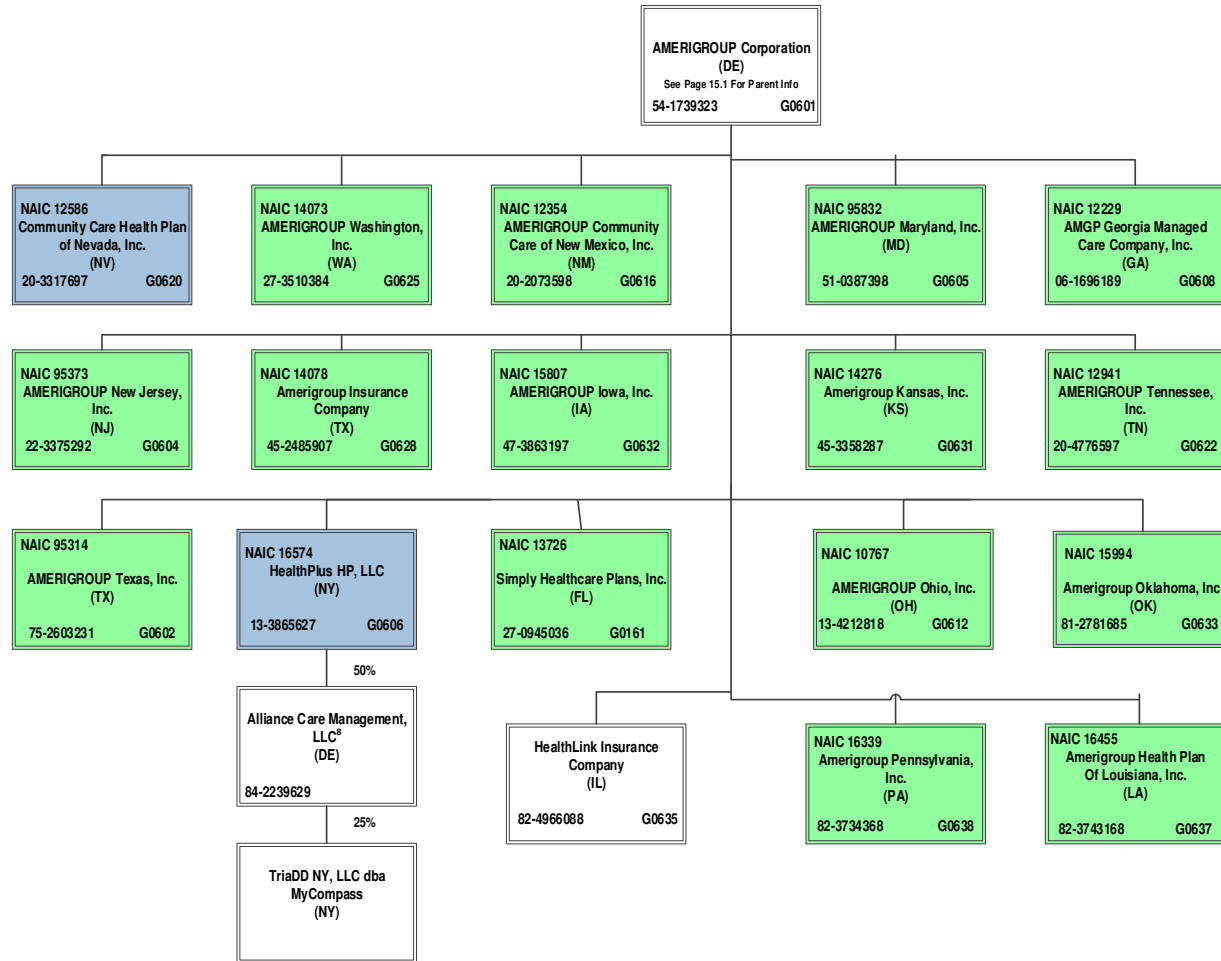 AMERIGROUP Corporation
(DE)
See Page 15.1 For Parent Info
54-1739323 G0601
NAIC 12586
Community Care Health Plan
of Nevada, Inc.
(NV)
20-3317697 G0620
NAIC 14073
AMERIGROUP Washington,
Inc.
(WA)
27-3510384 G0625
NAIC 12354
AMERIGROUP Community
Care of New Mexico, Inc.
(NM)
20-2073598 G0616
NAIC 95832
AMERIGROUP Maryland, Inc.
(MD)
51-0387398 G0605
NAIC 12229
AMGP Georgia Managed
Care Company, Inc.
(GA)
06-1696189 G0608
NAIC 95373
AMERIGROUP New Jersey,
Inc.
(NJ)
22-3375292 G0604
NAIC 14078
Amerigroup Insurance
Company
(TX)
45-2485907 G0628
NAIC 15807
AMERIGROUP Iowa, Inc.
(IA)
47-3863197 G0632
NAIC 14276
Amerigroup Kansas, Inc.
(KS)
45-3358287 G0631
NAIC 12941
AMERIGROUP Tennessee,
Inc.
(TN)
20-4776597 G0622
NAIC 95314
AMERIGROUP Texas, Inc.
(TX)
75-2603231 G0602
NAIC 16574
HealthPlus HP, LLC
(NY)
13-3865627 G0606
NAIC 13726
Simply Healthcare Plans, Inc.
(FL)
27-0945036 G0161
NAIC 10767
AMERIGROUP Ohio, Inc.
(OH)
13-4212818 G0612
NAIC 15994
Amerigroup Oklahoma, Inc
(OK)
81-2781685 G0633
50%
Alliance Care Management,
LLC⁸
(DE)
84-2239629
HealthLink Insurance
Company
(IL)
82-4966088 G0635
NAIC 16339
Amerigroup Pennsylvania,
Inc.
(PA)
82-3734368 G0638
NAIC 16455
Amerigroup Health Plan
Of Louisiana, Inc.
(LA)
82-3743168 G0637
25%
TriaDD NY, LLC dba
MyCompass
(NY)